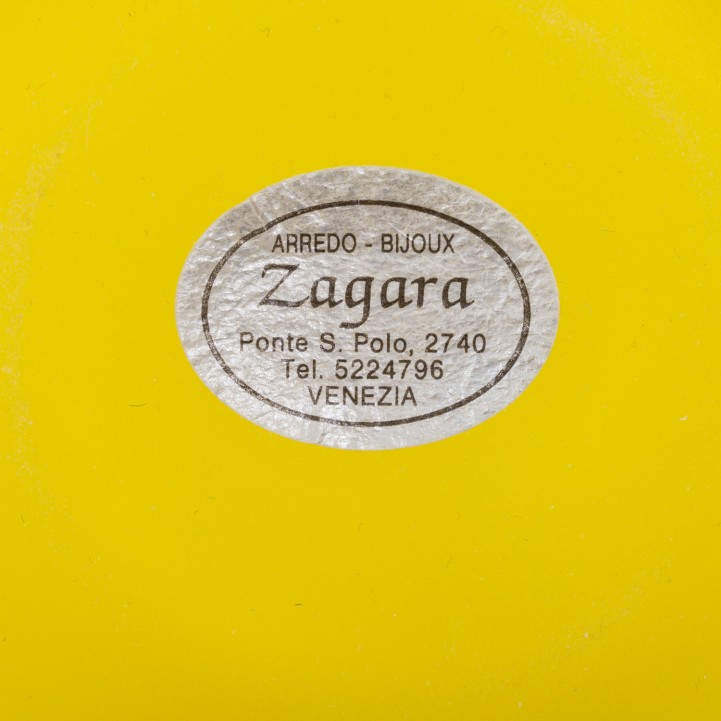 ARREDO - BIJOUX
Zagara
Ponte S. Polo, 2740
Tel. 5224796
VENEZIA